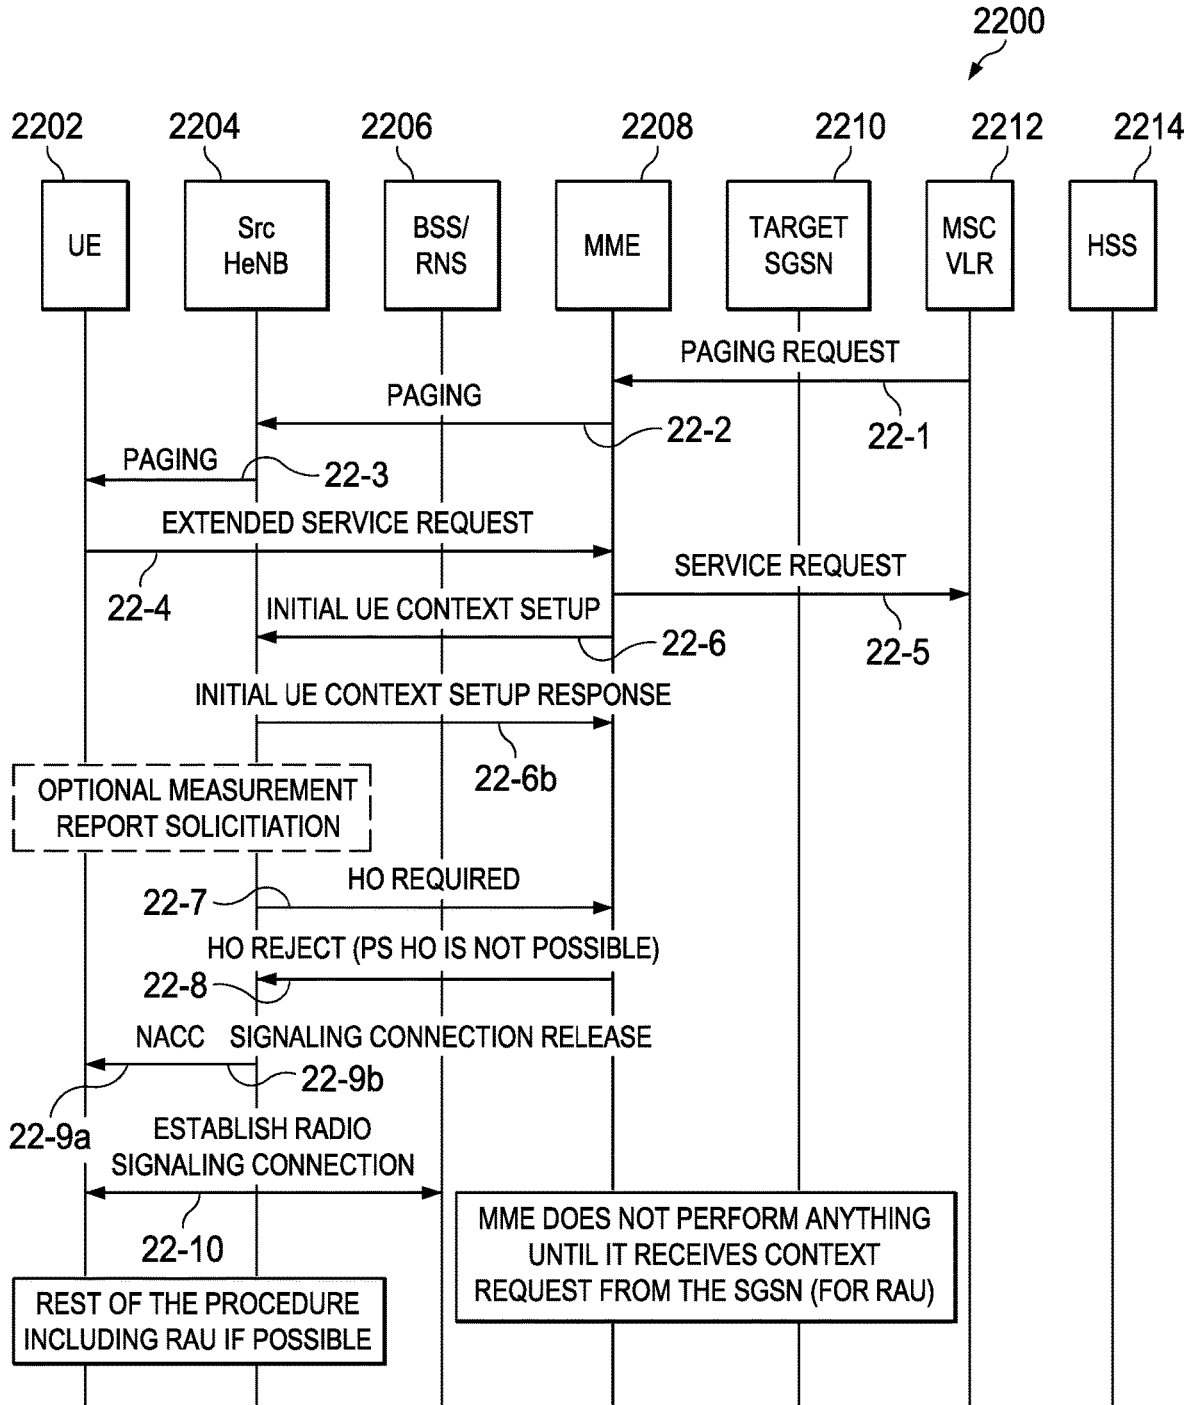 2200
2202
2204
2206
2208
2210
2212
2214
UE
Src
HeNB
BSS/
RNS
MME
TARGET
SGSN
MSC
VLR
HSS
PAGING REQUEST
22-1
PAGING
22-2
PAGING
22-3
EXTENDED SERVICE REQUEST
22-4
SERVICE REQUEST
22-5
INITIAL UE CONTEXT SETUP
22-6
INITIAL UE CONTEXT SETUP RESPONSE
22-6b
OPTIONAL MEASUREMENT
REPORT SOLICITIATION
HO REQUIRED
22-7
HO REJECT (PS HO IS NOT POSSIBLE)
22-8
NACC SIGNALING CONNECTION RELEASE
22-9b
22-9a
ESTABLISH RADIO
SIGNALING CONNECTION
22-10
MME DOES NOT PERFORM ANYTHING
UNTIL IT RECEIVES CONTEXT
REQUEST FROM THE SGSN (FOR RAU)
REST OF THE PROCEDURE
INCLUDING RAU IF POSSIBLE